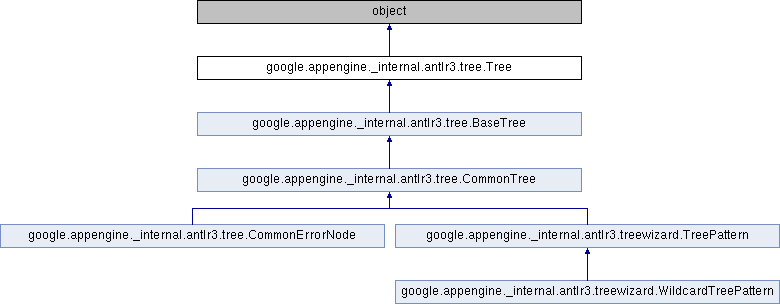 object
google.appengine._internal.antlr3.tree.Tree
google.appengine._internal.antlr3.tree.BaseTree
google.appengine._internal.antlr3.tree.CommonTree
google.appengine._internal.antlr3.tree.CommonErrorNode
google.appengine._internal.antlr3.treewizard.TreePattern
google.appengine._internal.antlr3.treewizard.WildcardTreePattern